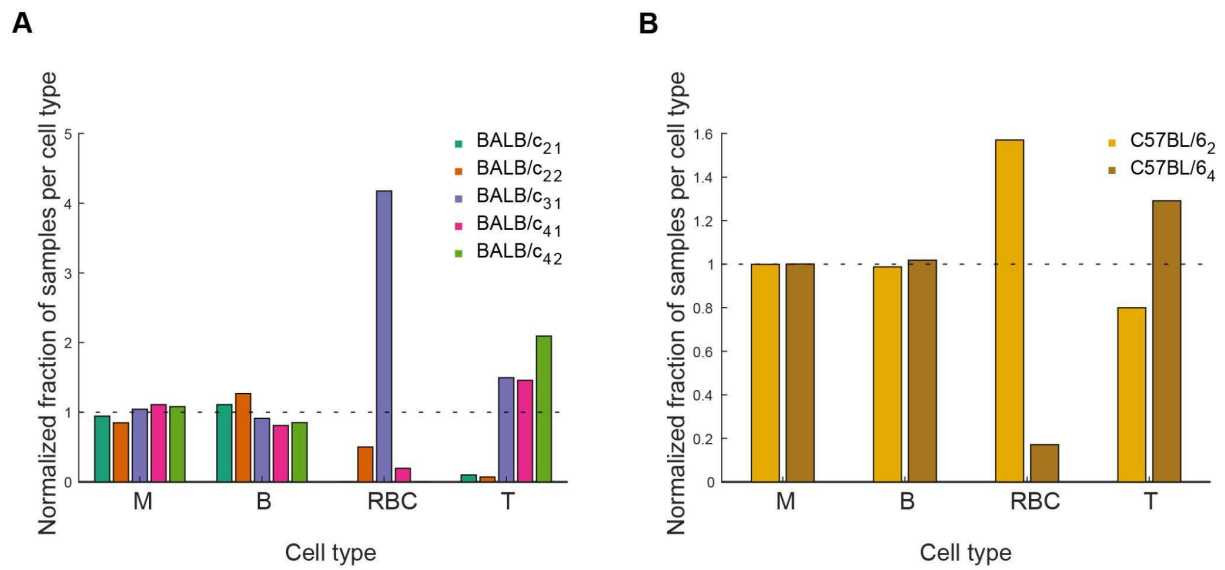 A
Normalized fraction of samples per cell type
5
4
3
2
1
0
BALB/c21
BALB/c22
BALB/c31
BALB/c41
BALB/c42
M B RBC T
Cell type
B
Normalized fraction of samples per cell type
1.6
1.4
1.2
1
0.8
0.6
0.4
0.2
0
C57BL/62
C57BL/64
M B RBC T
Cell type